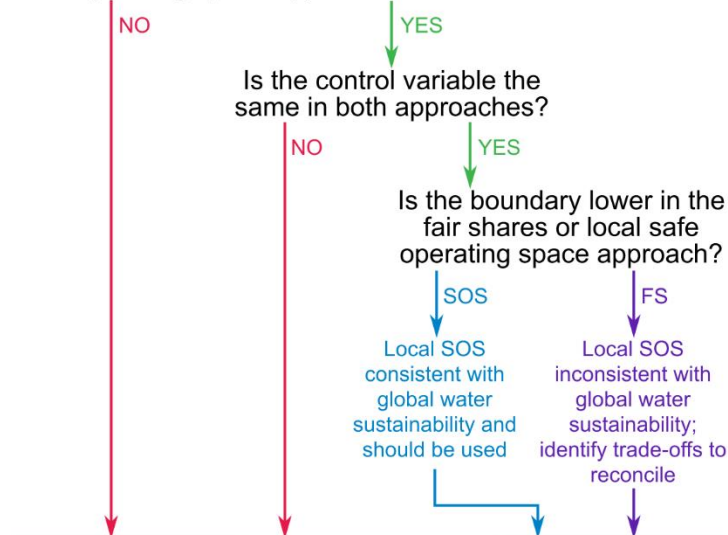 NO
YES
Is the control variable the
same in both approaches?
NO
YES
Is the boundary lower in the
fair shares or local safe
operating space approach?
SOS
FS
Local SOS
consistent with
global water
sustainability and
should be used
Local SOS
inconsistent with
global water
sustainability;
identify trade-offs to
reconcile